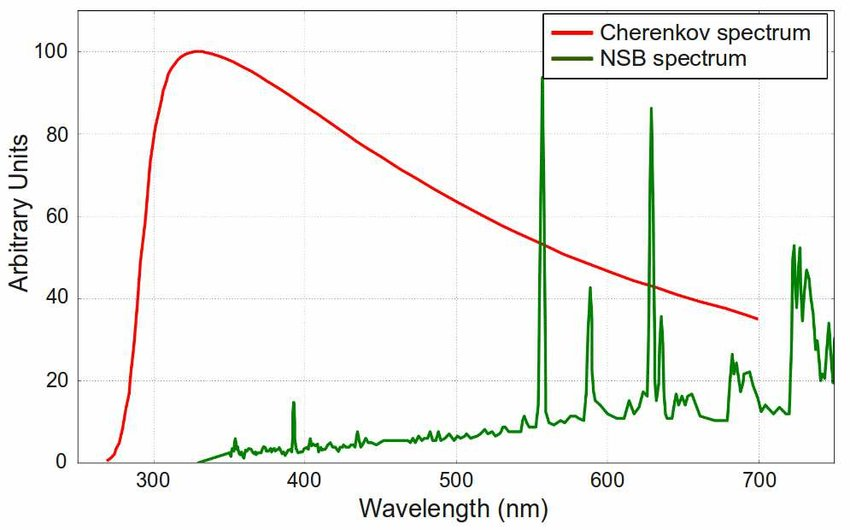 Cherenkov spectrum
NSB spectrum
Arbitrary Units
100
80
60
40
20
0
300 400 500 600 700
Wavelength (nm)